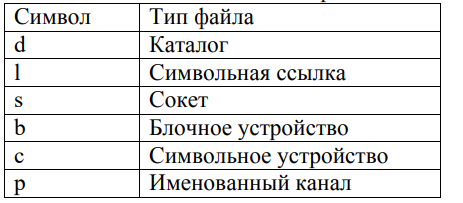 Символ Тип файла
d Каталог
l Символьная ссылка
s Сокет
b Блочное устройство
c Символьное устройство
p Именованный канал